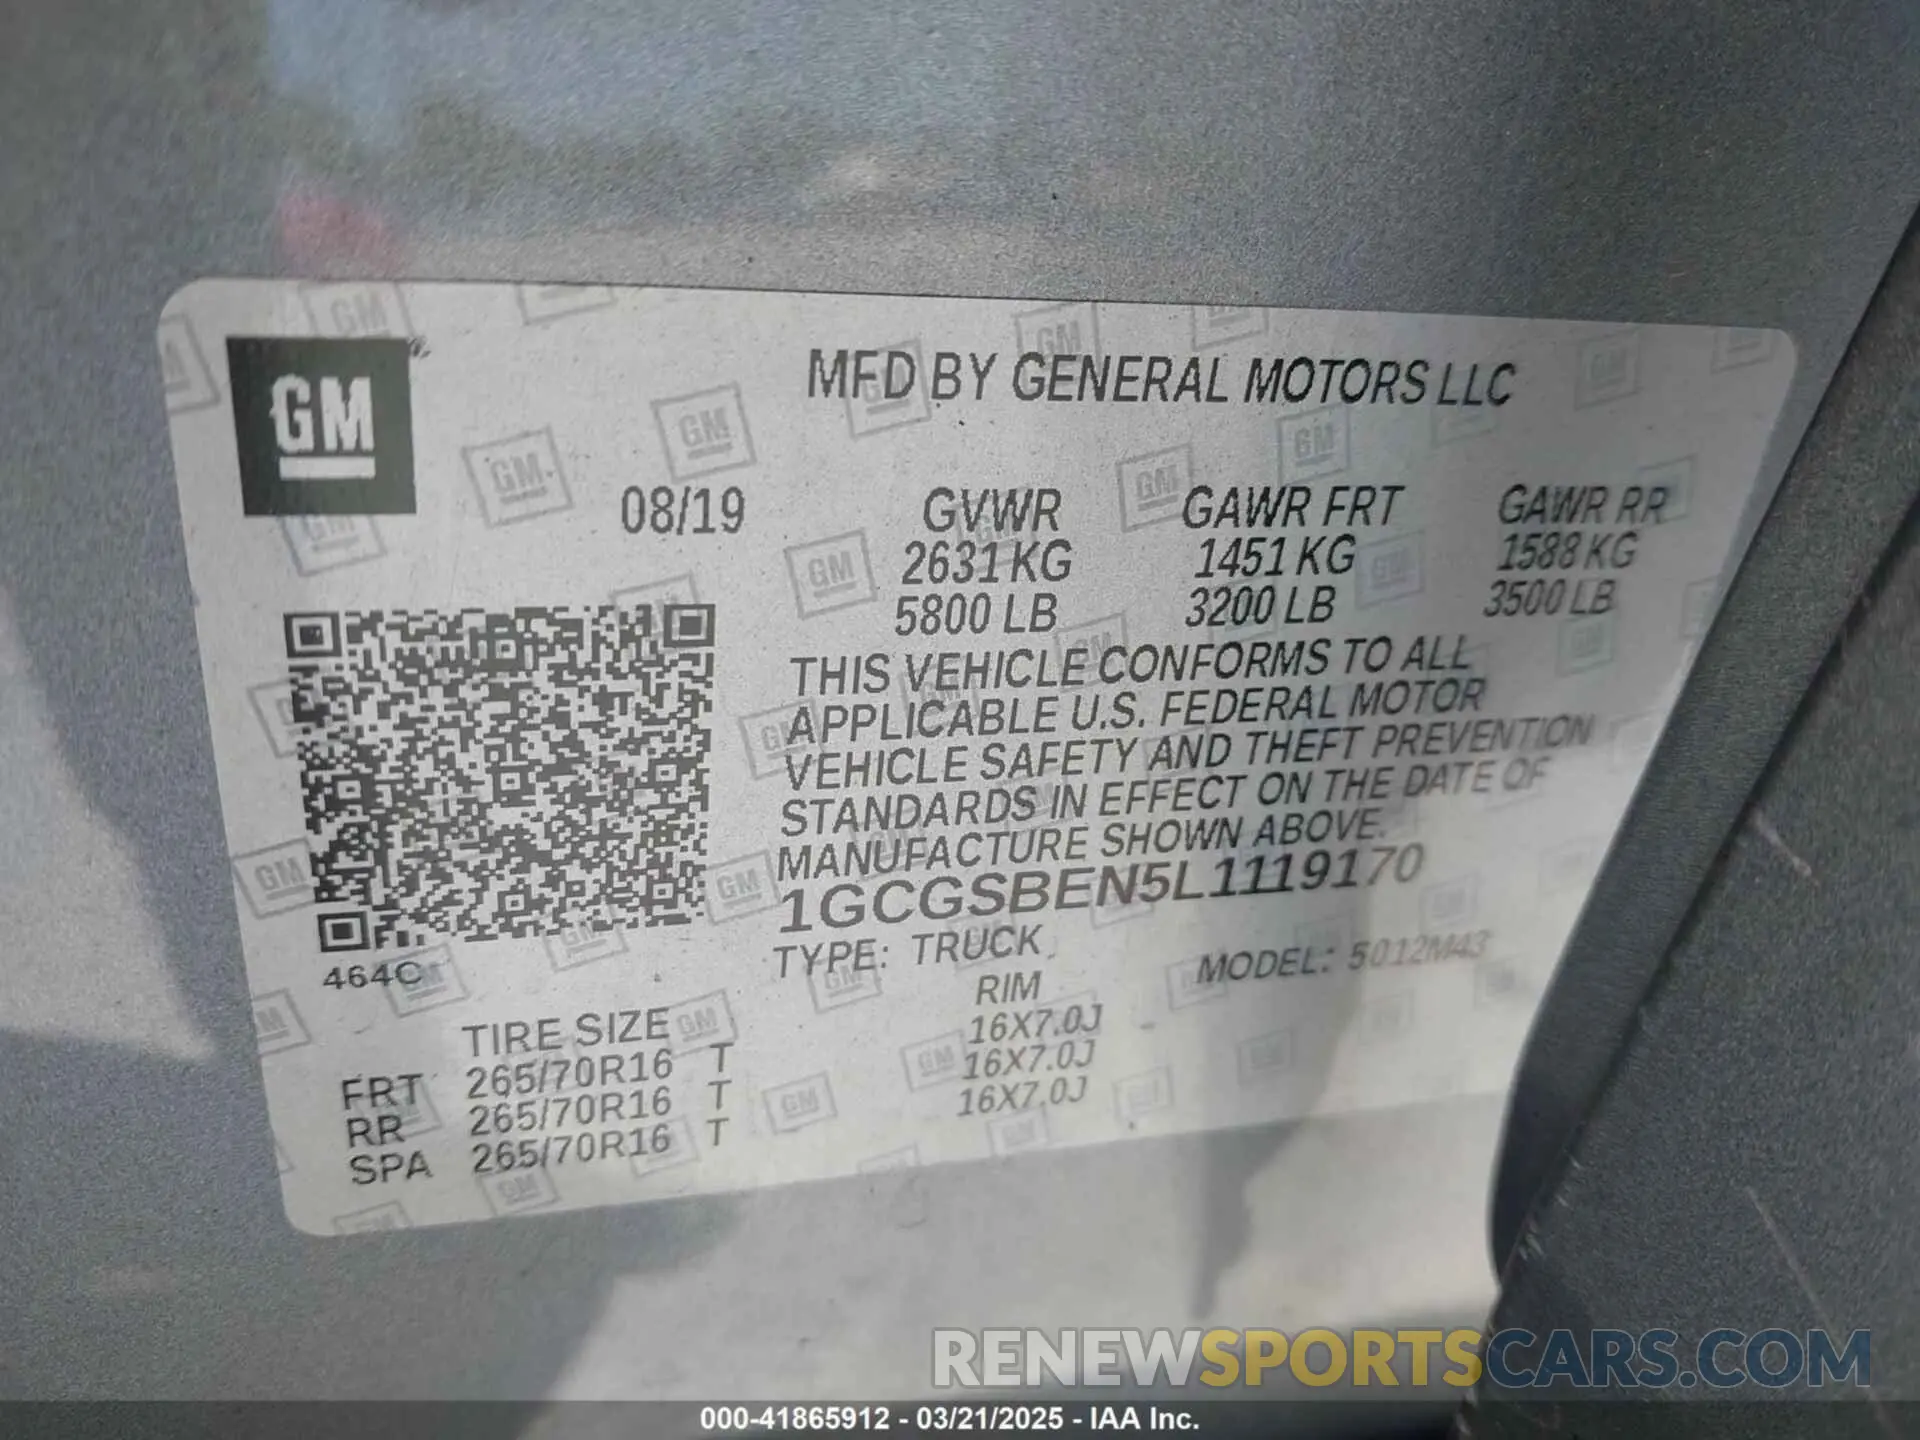 GM
MFD BY GENERAL MOTORS LLC
08/19
GVWR GAWR FRT GAWR RR
2631 KG 1451 KG 1588 KG
5800 LB 3200 LB 3500 LB
THIS VEHICLE CONFORMS TO ALL
APPLICABLE U.S. FEDERAL MOTOR
VEHICLE SAFETY AND THEFT PREVENTION
STANDARDS IN EFFECT ON THE DATE OF
MANUFACTURE SHOWN ABOVE.
1GCGSBEN5L1119170
TYPE: TRUCK MODEL: 5012M43
464C
TIRE SIZE RIM
FRT 265/70R16 T 16X7.0J
RR 265/70R16 T 16X7.0J
SPA 265/70R16 T 16X7.0J
RENEWSPORTSCARS.COM
000-41865912 - 03/21/2025 - IAA Inc.